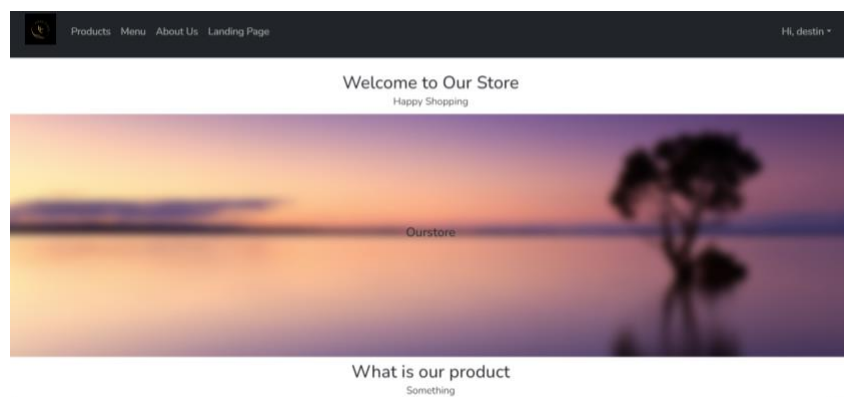 Products Menu About Us Landing Page Hi, destin
Welcome to Our Store
Happy Shopping
Ourstore
What is our product
Something